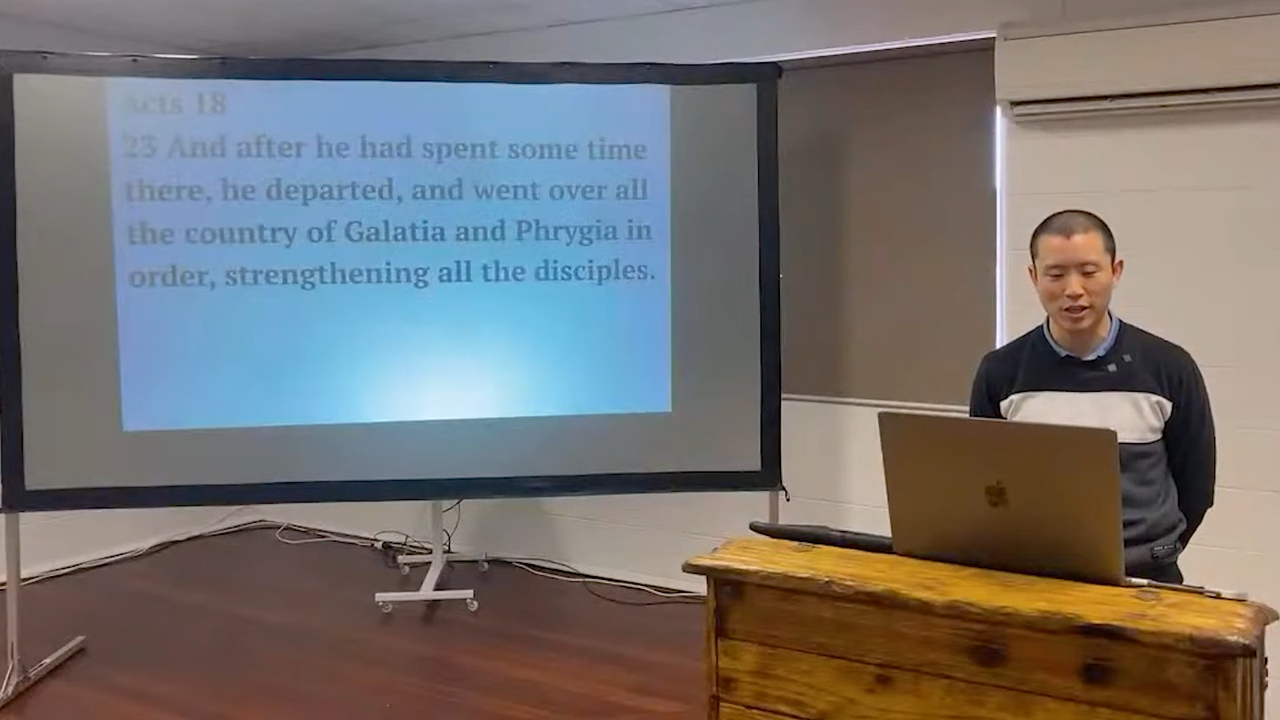 Acts 18
23 And after he had spent some time
there, he departed, and went over all
the country of Galatia and Phrygia in
order, strengthening all the disciples.